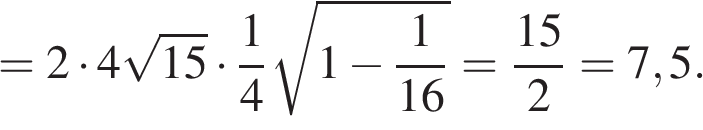 = 2 · 4√15 · 1/4 √(1 − 1/16) = 15/2 = 7,5.